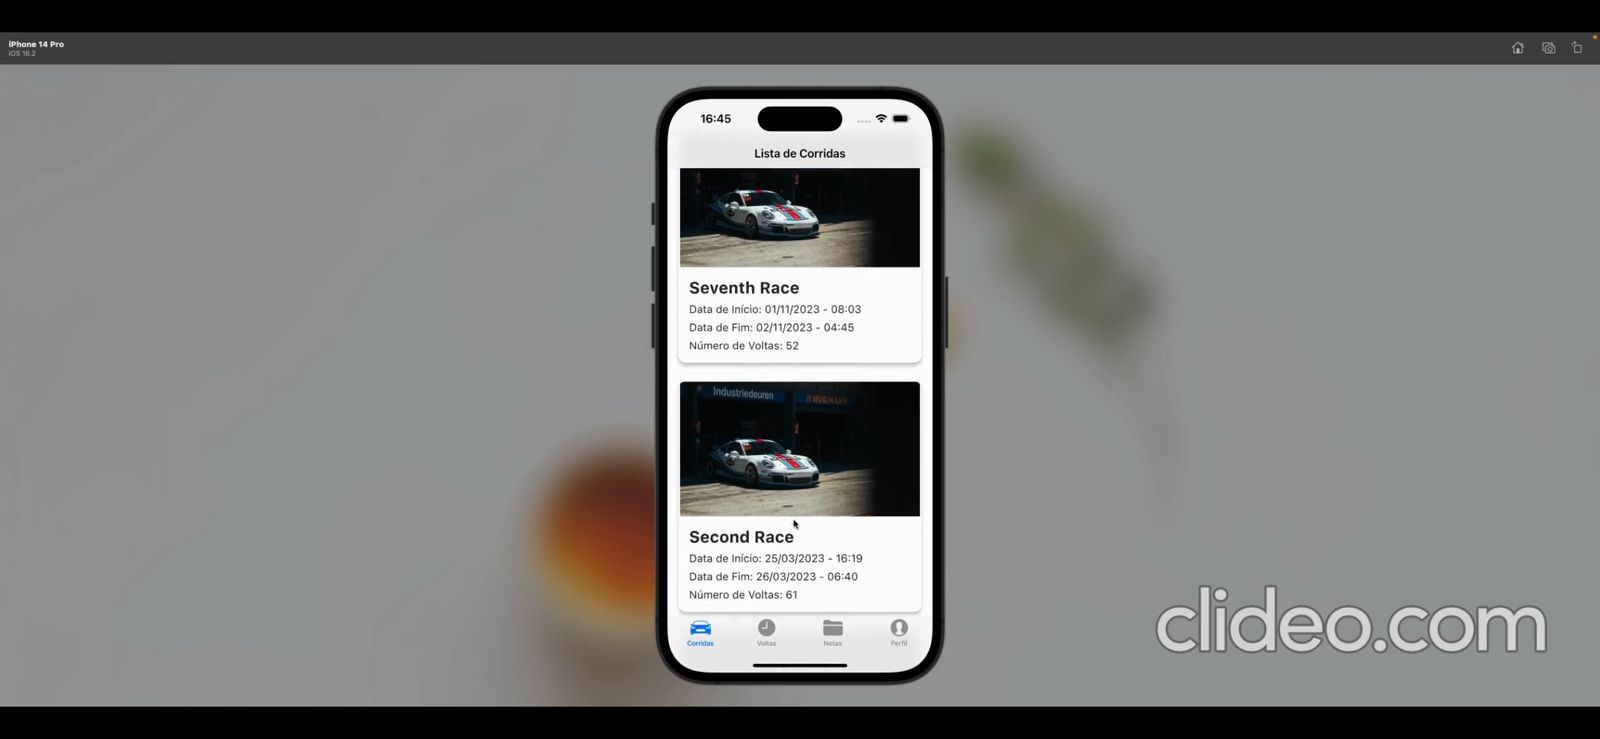 iPhone 14 Pro
iOS 16.2
16:45
Lista de Corridas
Seventh Race
Data de Início: 01/11/2023 - 08:03
Data de Fim: 02/11/2023 - 04:45
Número de Voltas: 52
Industriedeuren
HÖRMANN
Second Race
Data de Início: 25/03/2023 - 16:19
Data de Fim: 26/03/2023 - 06:40
Número de Voltas: 61
Corridas
Voltas
Notas
Perfil
clideo.com